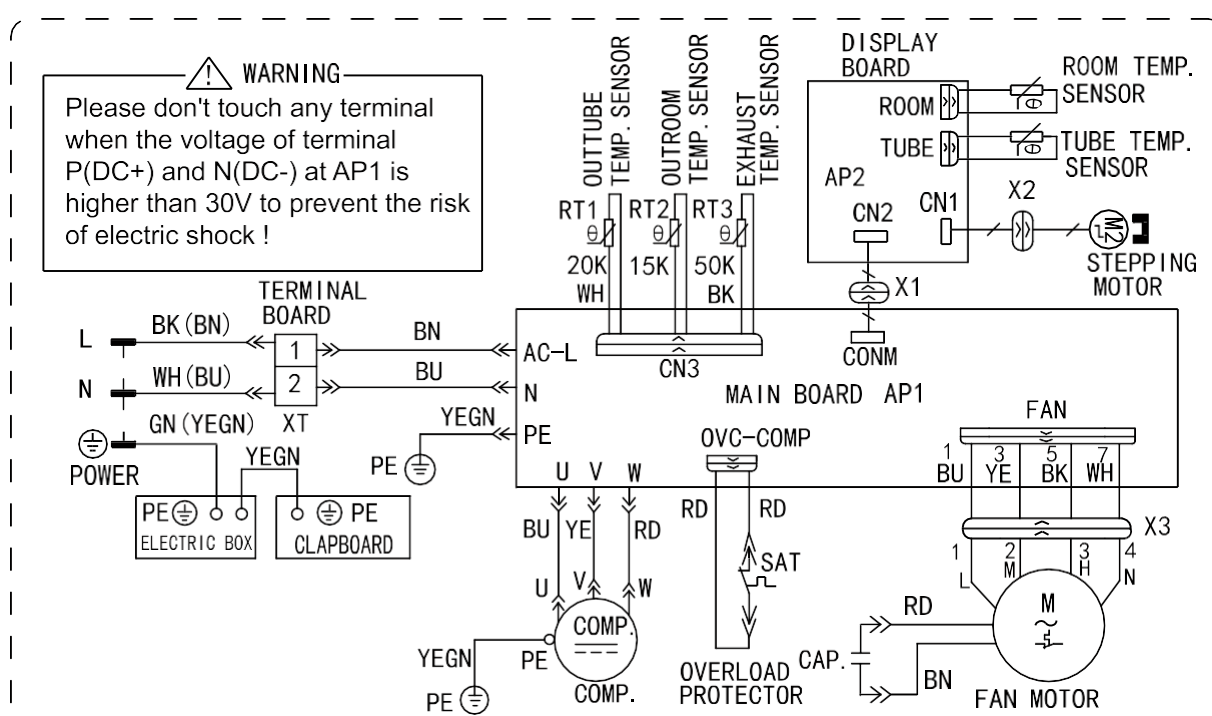 WARNING
Please don't touch any terminal
when the voltage of terminal
P(DC+) and N(DC-) at AP1 is
higher than 30V to prevent the risk
of electric shock !
OUTTUBE
TEMP. SENSOR
OUTROOM
TEMP. SENSOR
EXHAUST
TEMP. SENSOR
RT1 RT2 RT3
θ θ θ
20K 15K 50K
WH BK
DISPLAY
BOARD
ROOM
TUBE
AP2
CN2
CN1
ROOM TEMP.
SENSOR
θ
TUBE TEMP.
SENSOR
θ
X2
M2
STEPPING
MOTOR
X1
CONM
TERMINAL
BOARD
L BK(BN) 1 BN AC-L
N WH(BU) 2 BU N
XT
GN(YEGN)
POWER
YEGN
YEGN PE
PE
PE
ELECTRIC BOX
PE
CLAPBOARD
CN3
MAIN BOARD AP1
OVC-COMP
FAN
1 3 5 7
BU YE BK WH
U V W
BU YE RD
U V W
COMP.
PE
COMP.
YEGN
PE
RD RD
SAT
OVERLOAD
PROTECTOR
X3
1 2 3 4
L M H N
M
~
RD
CAP.
BN
FAN MOTOR